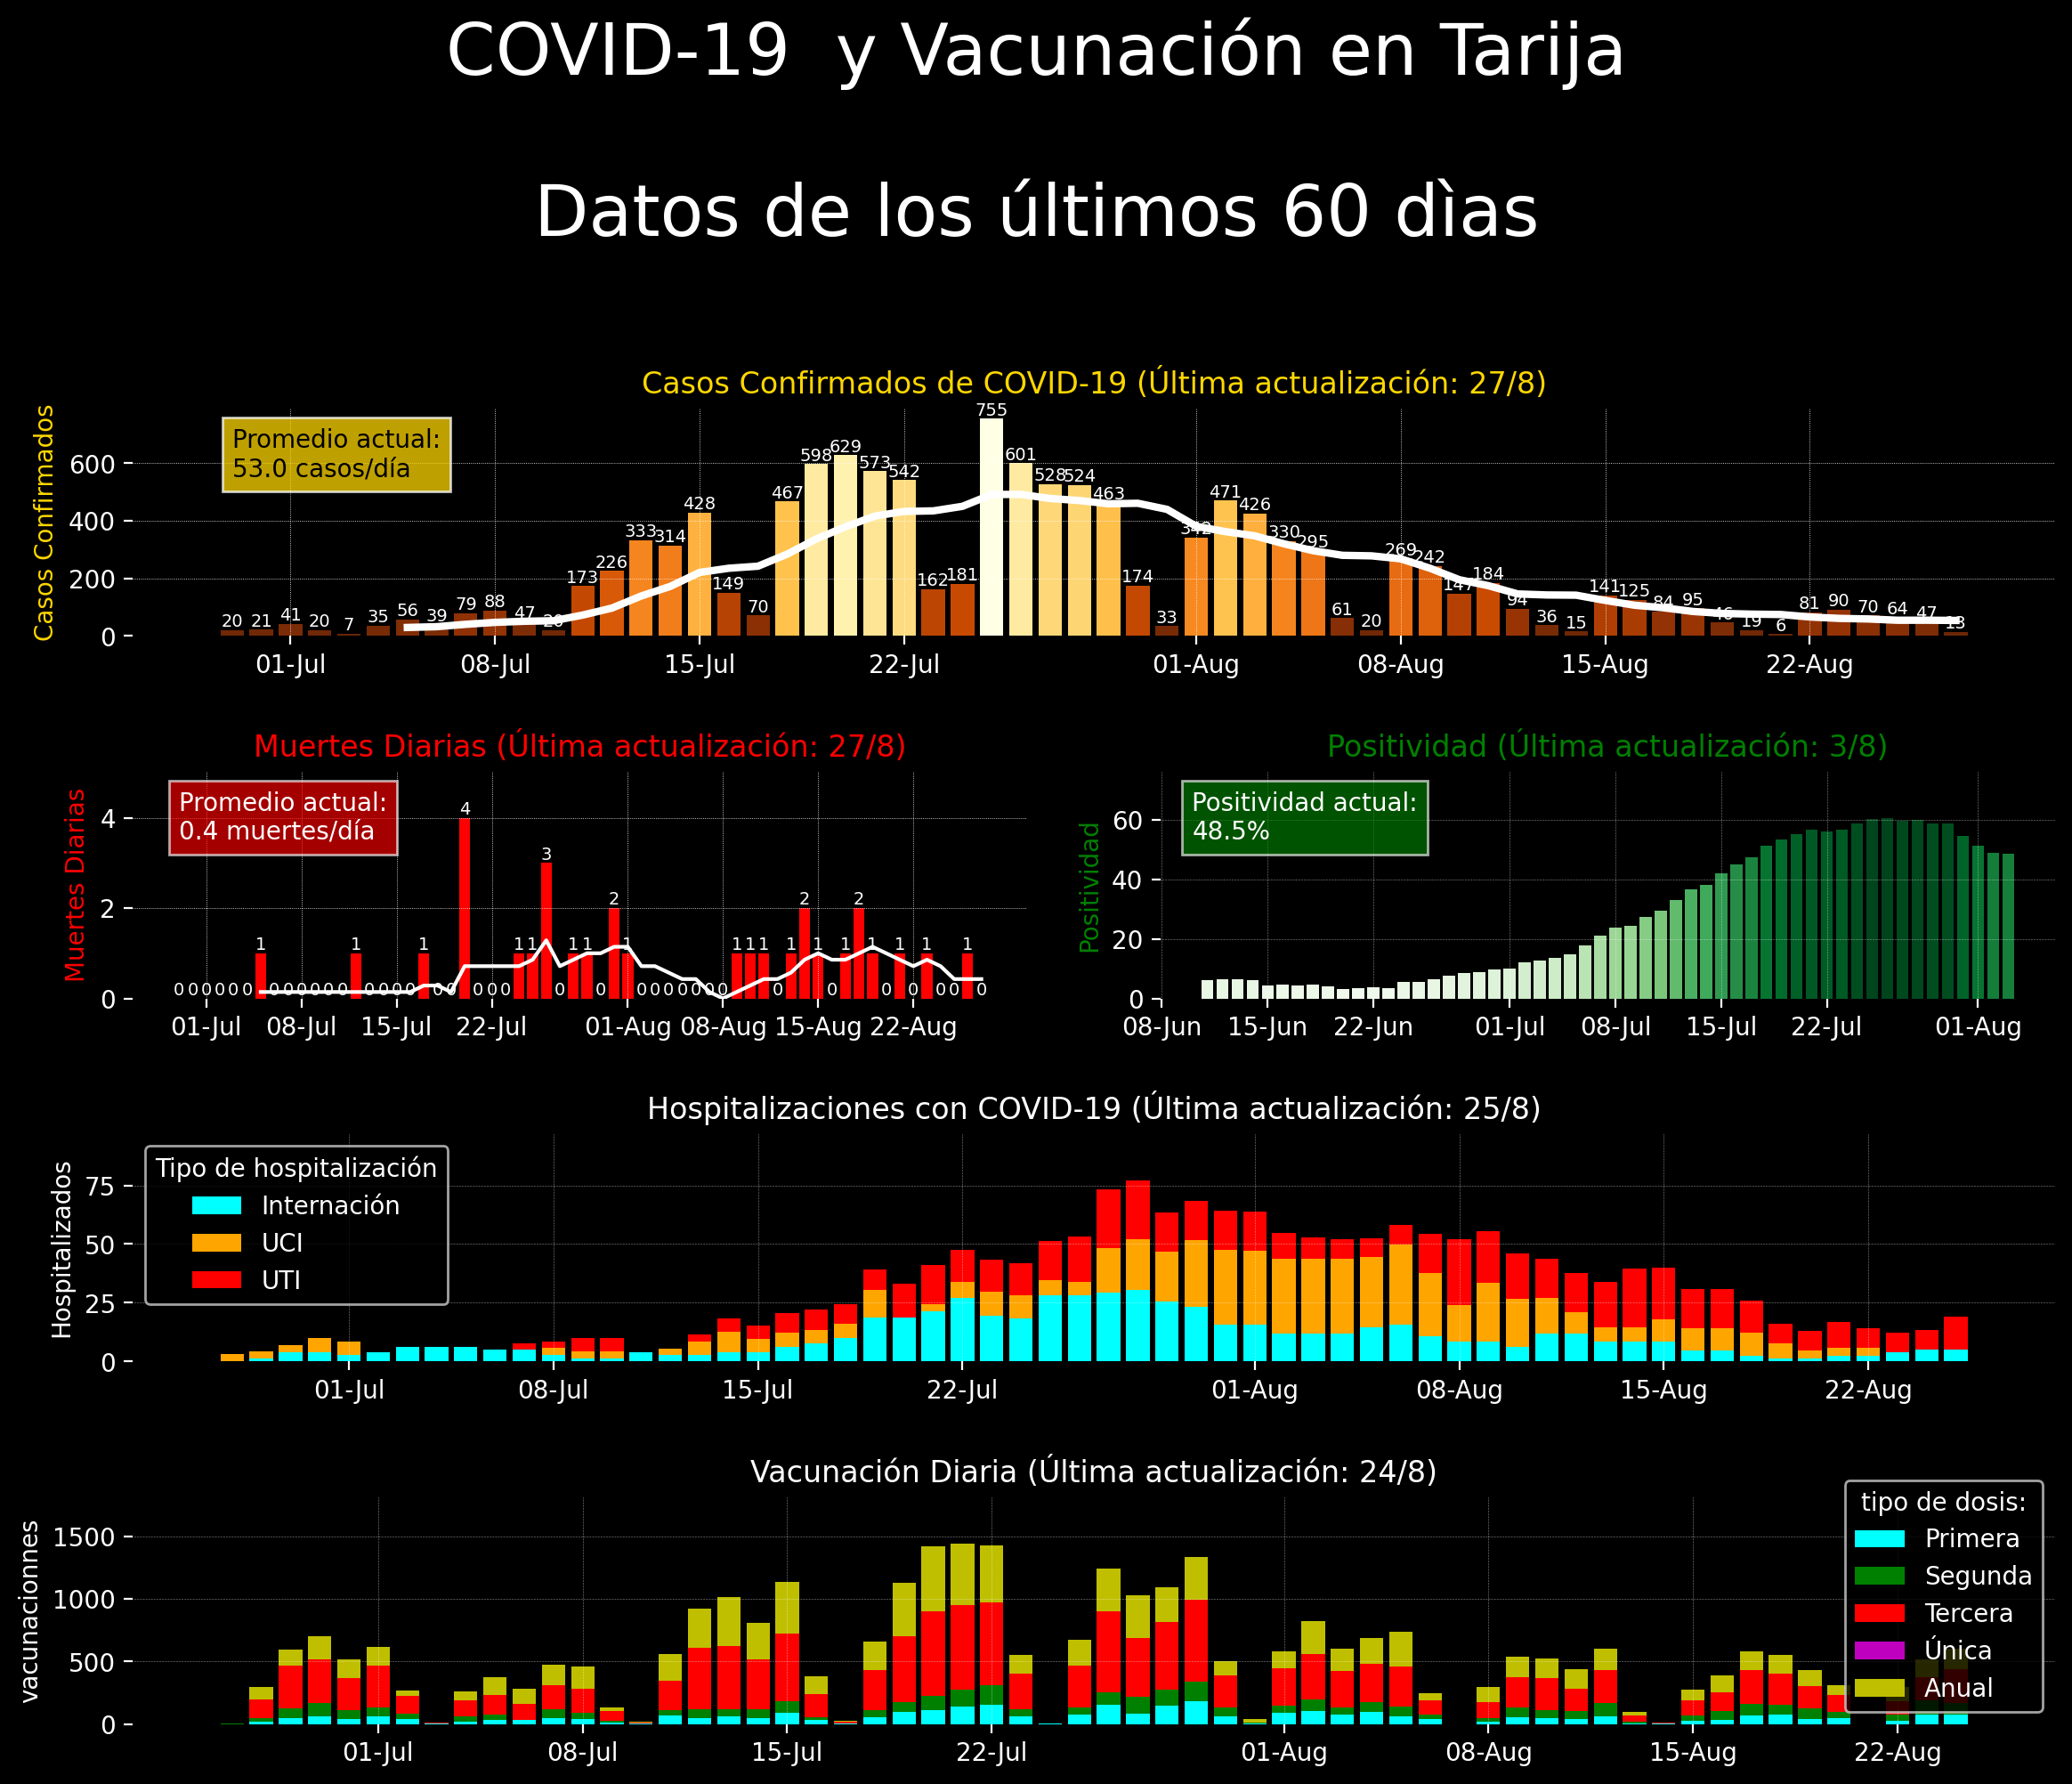 COVID-19  y Vacunación en Tarija
Datos de los últimos 60 dìas
Casos Confirmados de COVID-19 (Última actualización: 27/8)
Casos Confirmados
Promedio actual:
53.0 casos/día
600
400
200
0
20 21 41 20 7 35 56 39 79 88 47 20 173 226 333 314 428 149 70 467 598 629 573 542 162 181 755 601 528 524 463 174 33 342 471 426 330 295 61 20 269 242 147 184 94 36 15 141 125 84 95 46 19 6 81 90 70 64 47 13
01-Jul 08-Jul 15-Jul 22-Jul 01-Aug 08-Aug 15-Aug 22-Aug
Muertes Diarias (Última actualización: 27/8)
Muertes Diarias
Promedio actual:
0.4 muertes/día
4
2
0
0 0 0 0 0 0 1 0 0 0 0 0 0 1 0 0 0 0 1 0 0 4 0 0 0 1 1 3 0 1 1 0 2 1 0 0 0 0 0 0 0 1 1 1 0 1 2 1 0 1 2 1 0 1 0 1 0 0 1 0
01-Jul 08-Jul 15-Jul 22-Jul 01-Aug 08-Aug 15-Aug 22-Aug
Positividad (Última actualización: 3/8)
Positividad
Positividad actual:
48.5%
60
40
20
0
08-Jun 15-Jun 22-Jun 01-Jul 08-Jul 15-Jul 22-Jul 01-Aug
Hospitalizaciones con COVID-19 (Última actualización: 25/8)
Hospitalizados
Tipo de hospitalización
Internación
UCI
UTI
75
50
25
0
01-Jul 08-Jul 15-Jul 22-Jul 01-Aug 08-Aug 15-Aug 22-Aug
Vacunación Diaria (Última actualización: 24/8)
vacunaciones
1500
1000
500
0
tipo de dosis:
Primera
Segunda
Tercera
Única
Anual
01-Jul 08-Jul 15-Jul 22-Jul 01-Aug 08-Aug 15-Aug 22-Aug